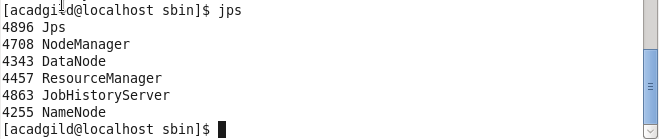 [acadgild@localhost sbin]$ jps
4896 Jps
4708 NodeManager
4343 DataNode
4457 ResourceManager
4863 JobHistoryServer
4255 NameNode
[acadgild@localhost sbin]$